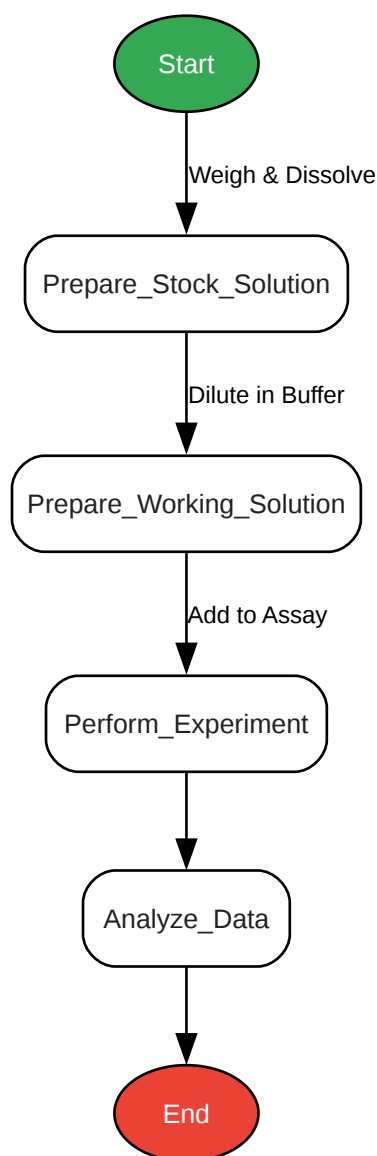 Start
Weigh & Dissolve
Prepare_Stock_Solution
Dilute in Buffer
Prepare_Working_Solution
Add to Assay
Perform_Experiment
Analyze_Data
End